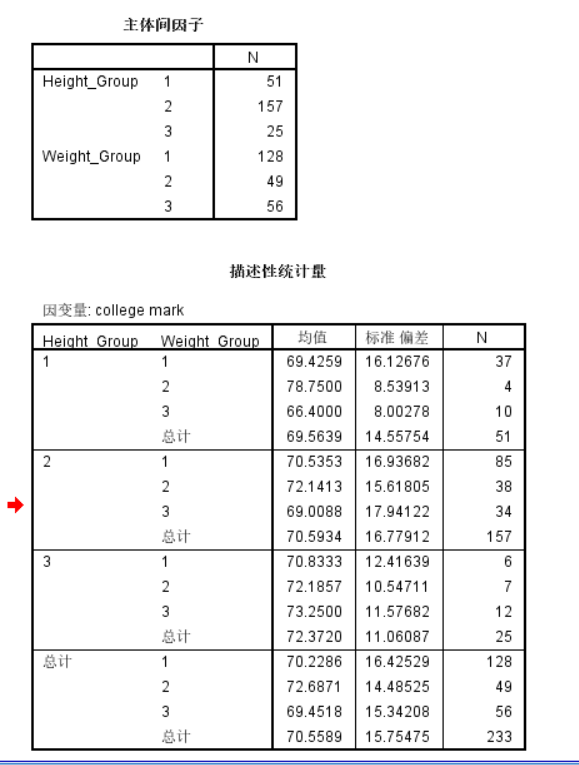 主体间因子
N
Height_Group 1 51
2 157
3 25
Weight_Group 1 128
2 49
3 56
描述性统计量
因变量: college mark
Height_Group Weight_Group 均值 标准 偏差 N
1 1 69.4259 16.12676 37
2 78.7500 8.53913 4
3 66.4000 8.00278 10
总计 69.5639 14.55754 51
2 1 70.5353 16.93682 85
2 72.1413 15.61805 38
3 69.0088 17.94122 34
总计 70.5934 16.77912 157
3 1 70.8333 12.41639 6
2 72.1857 10.54711 7
3 73.2500 11.57682 12
总计 72.3720 11.06087 25
总计 1 70.2286 16.42529 128
2 72.6871 14.48525 49
3 69.4518 15.34208 56
总计 70.5589 15.75475 233